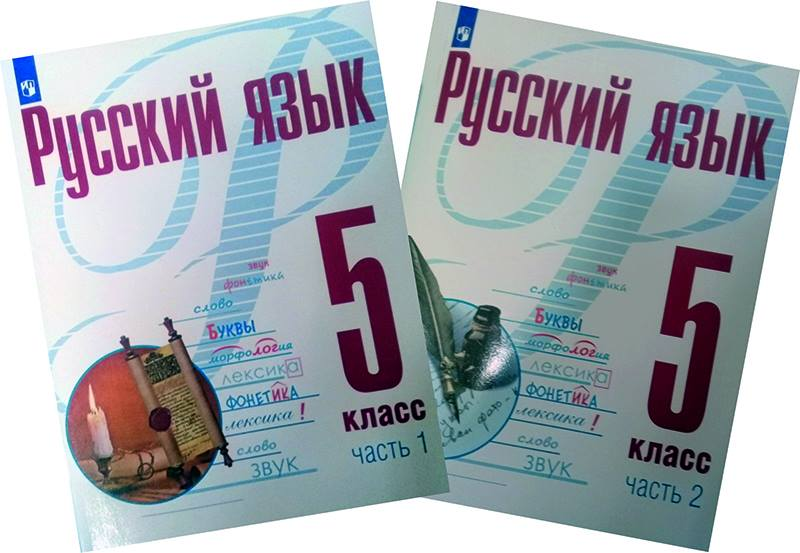 Русский язык
5
класс
часть 1
звук
фонетика
слово
Буквы
морфология
лексика
фонетика
лексика!
слово
звук
Русский язык
5
класс
часть 2
звук
фонетика
слово
Буквы
морфология
лексика
фонетика
лексика!
слово
звук